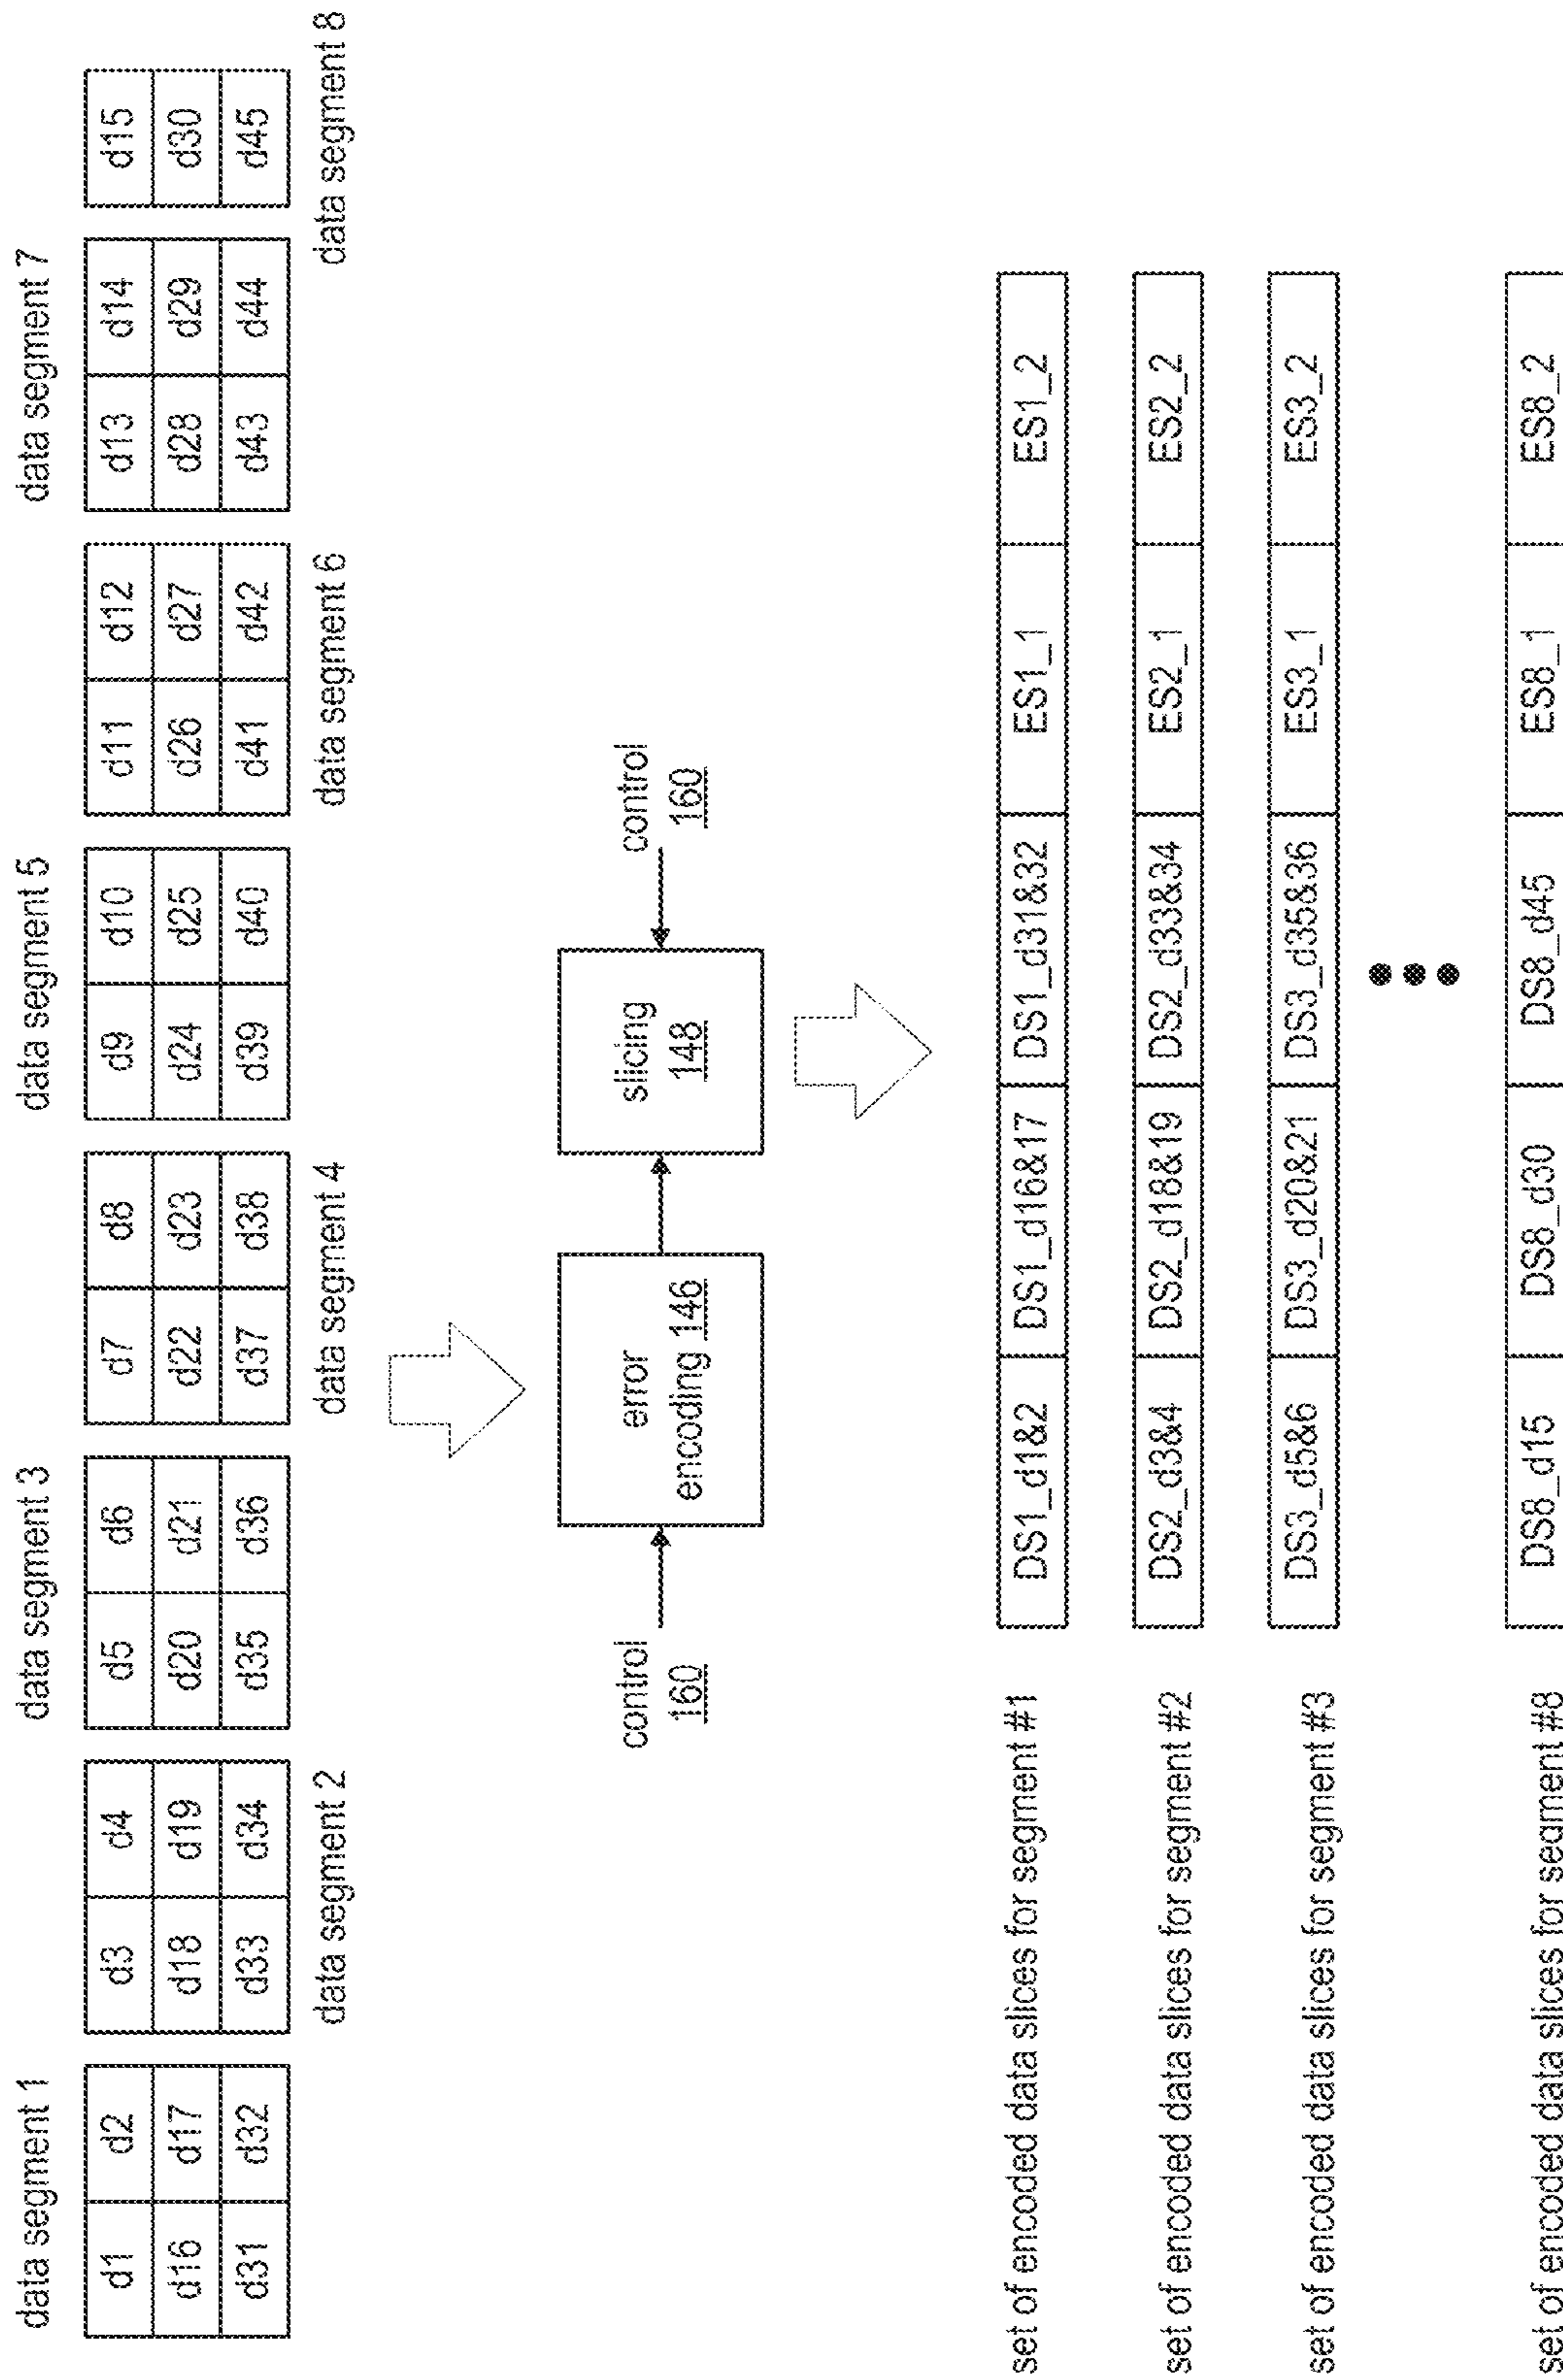 data segment 1
data segment 3
data segment 5
data segment 7
d1 d2 d3 d4 d5 d6 d7 d8 d9 d10 d11 d12 d13 d14 d15
d16 d17 d18 d19 d20 d21 d22 d23 d24 d25 d26 d27 d28 d29 d30
d31 d32 d33 d34 d35 d36 d37 d38 d39 d40 d41 d42 d43 d44 d45
data segment 2
data segment 4
data segment 6
data segment 8
control
160
error
encoding 146
slicing
148
control
160
set of encoded data slices for segment #1
DS1_d1&2 DS1_d16&17 DS1_d31&32 ES1_1 ES1_2
set of encoded data slices for segment #2
DS2_d3&4 DS2_d18&19 DS2_d33&34 ES2_1 ES2_2
set of encoded data slices for segment #3
DS3_d5&6 DS3_d20&21 DS3_d35&36 ES3_1 ES3_2
set of encoded data slices for segment #8
DS8_d15 DS8_d30 DS8_d45 ES8_1 ES8_2